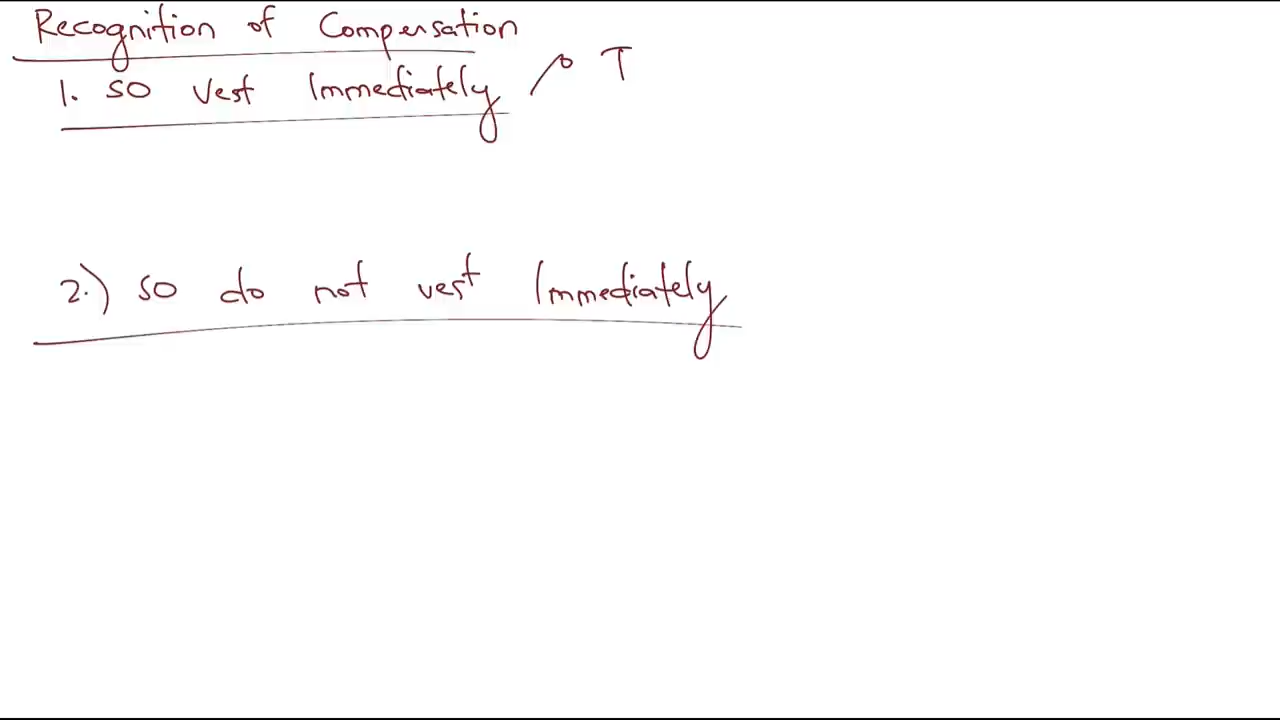 Recognition of Compensation
1. SO Vest Immediately T
2.) SO do not vest Immediately